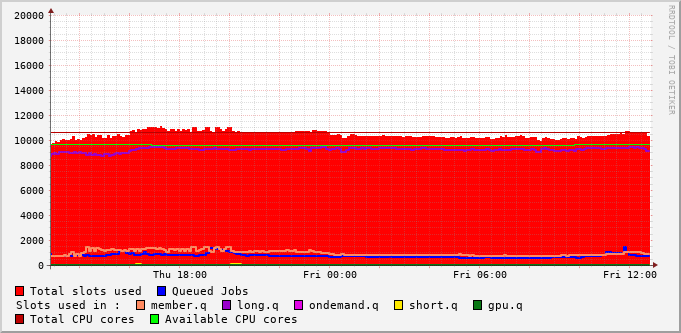 20000
18000
16000
14000
12000
10000
8000
6000
4000
2000
0
Thu 18:00 Fri 00:00 Fri 06:00 Fri 12:00
RRDTOOL / TOBI OETIKER
Total slots used Queued Jobs
Slots used in : member.q long.q ondemand.q short.q gpu.q
Total CPU cores Available CPU cores